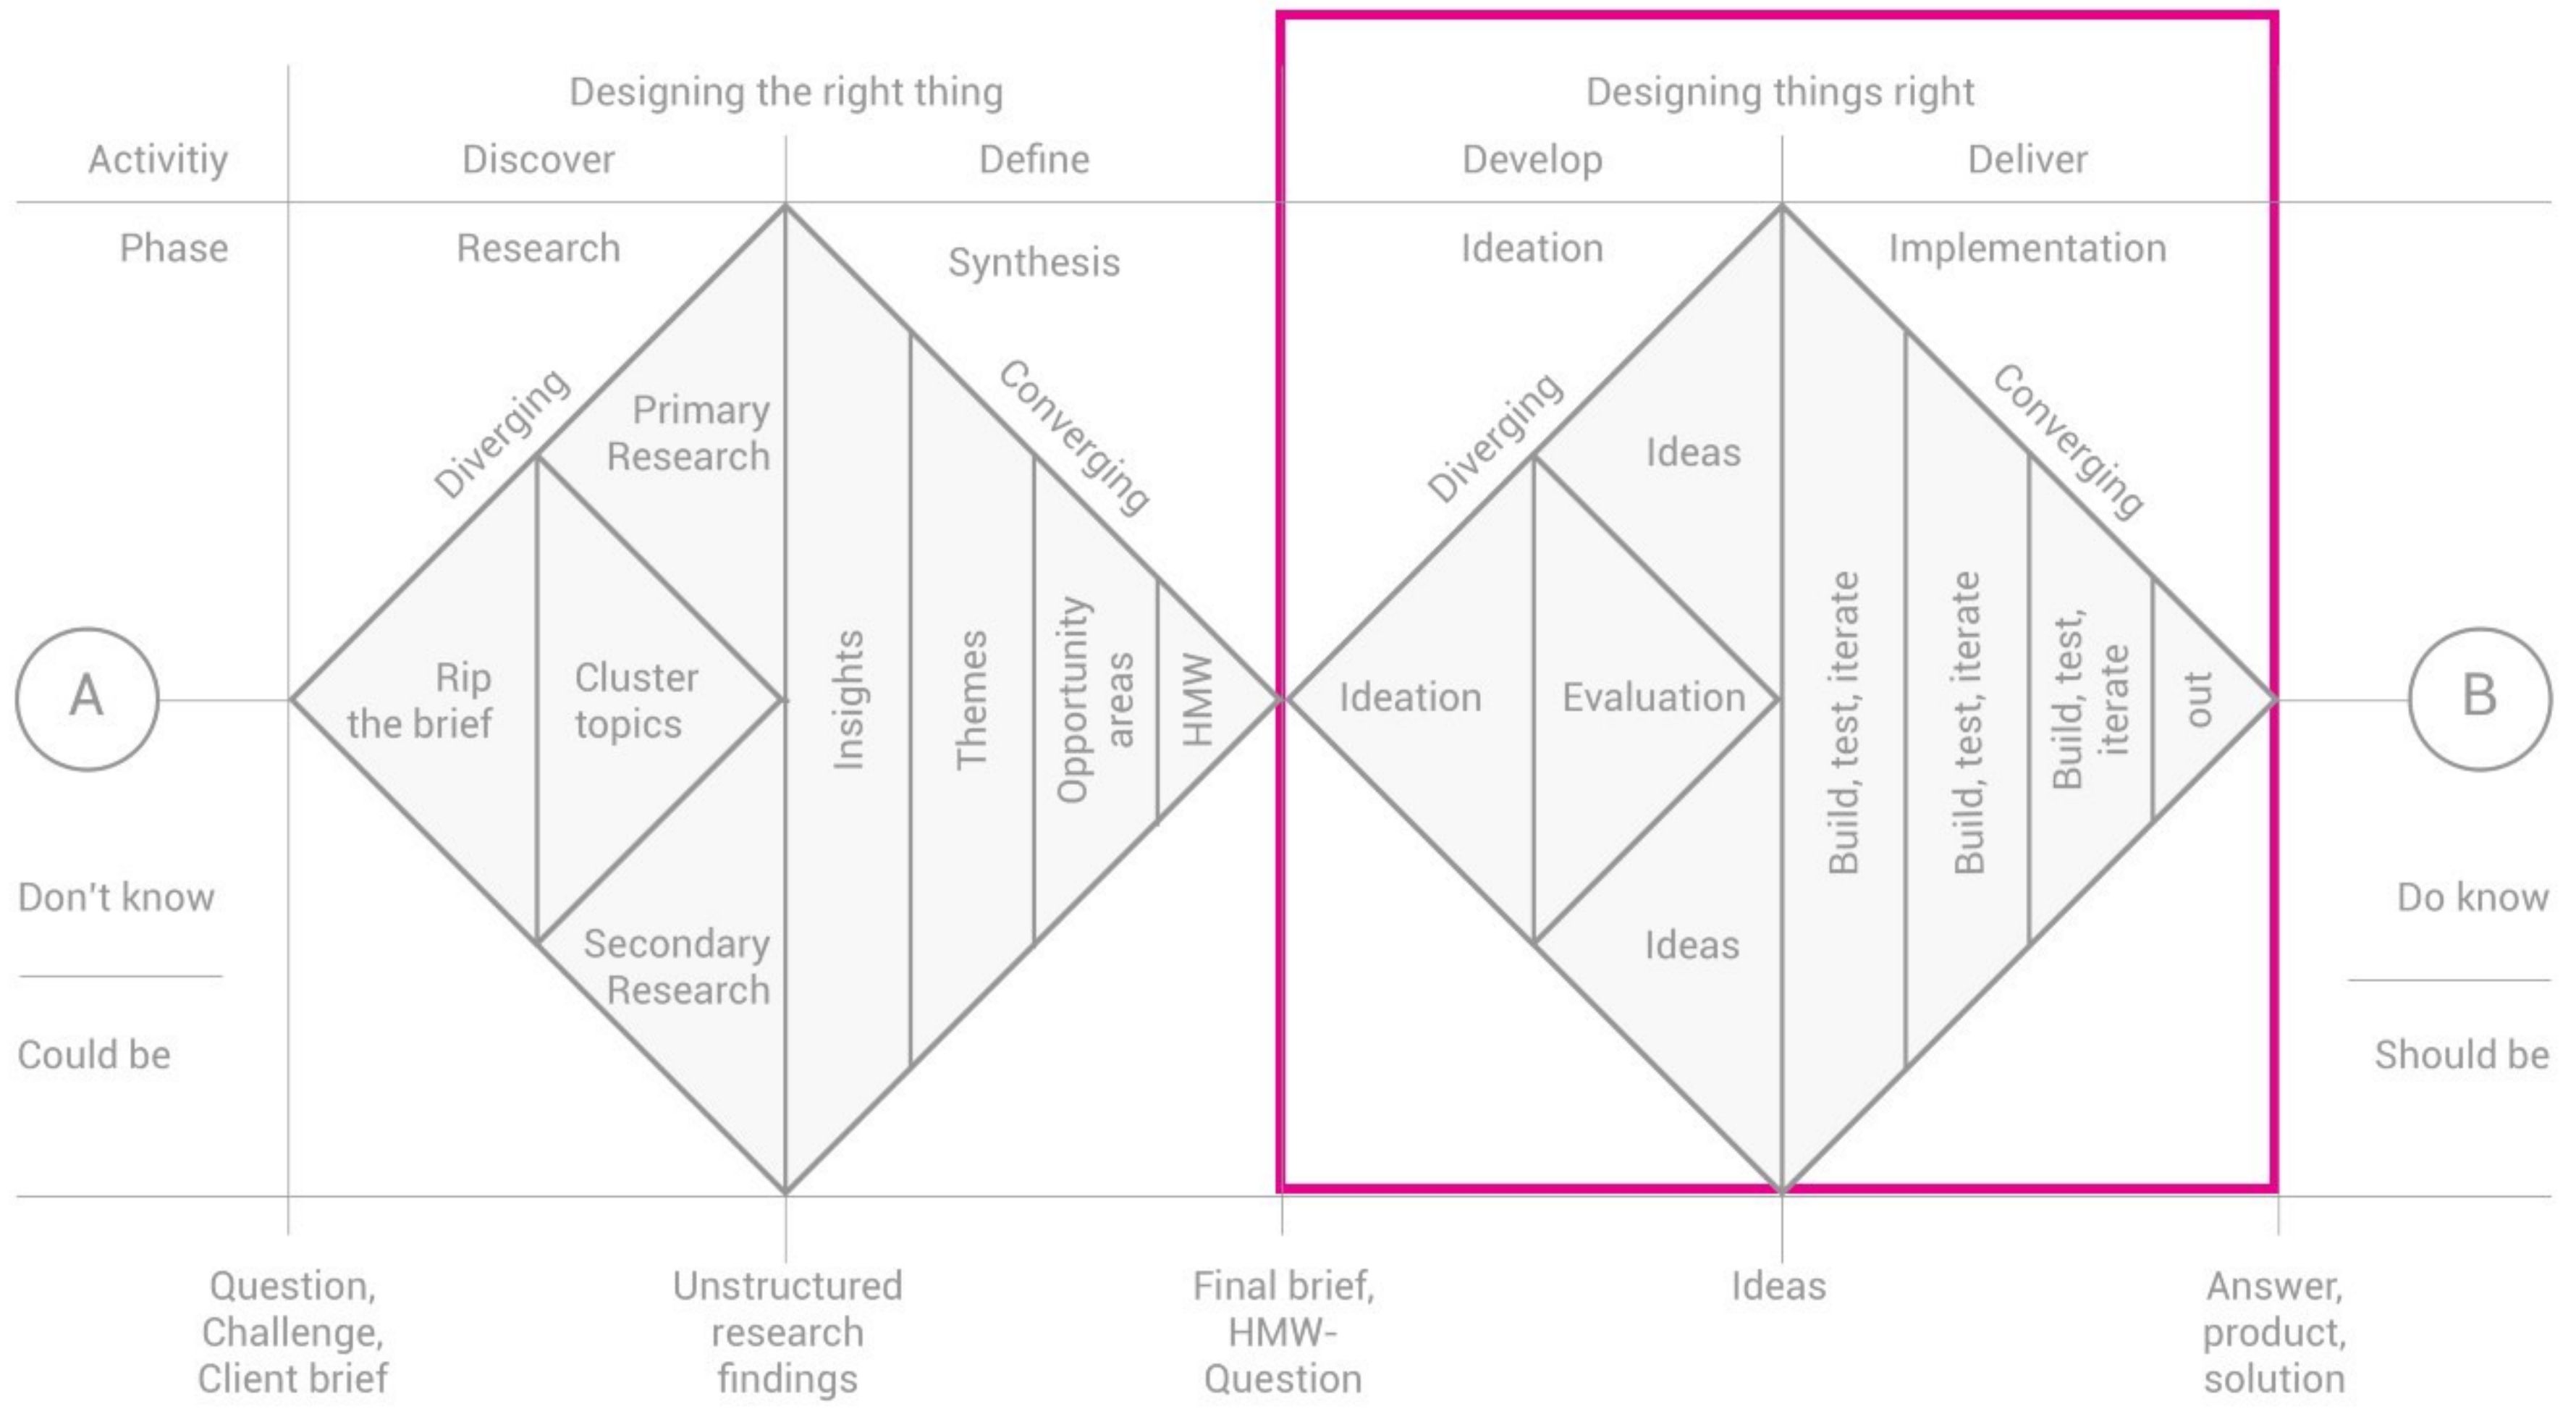 Designing the right thing
Designing things right
Activitiy
Discover
Define
Develop
Deliver
Phase
Research
Synthesis
Ideation
Implementation
Diverging
Converging
Diverging
Converging
Primary
Research
Ideas
A
Rip
the brief
Cluster
topics
Insights
Themes
Opportunity
areas
HMW
Ideation
Evaluation
Build, test, iterate
Build, test, iterate
Build, test,
iterate
out
B
Secondary
Research
Ideas
Don't know
Could be
Do know
Should be
Question,
Challenge,
Client brief
Unstructured
research
findings
Final brief,
HMW-
Question
Ideas
Answer,
product,
solution